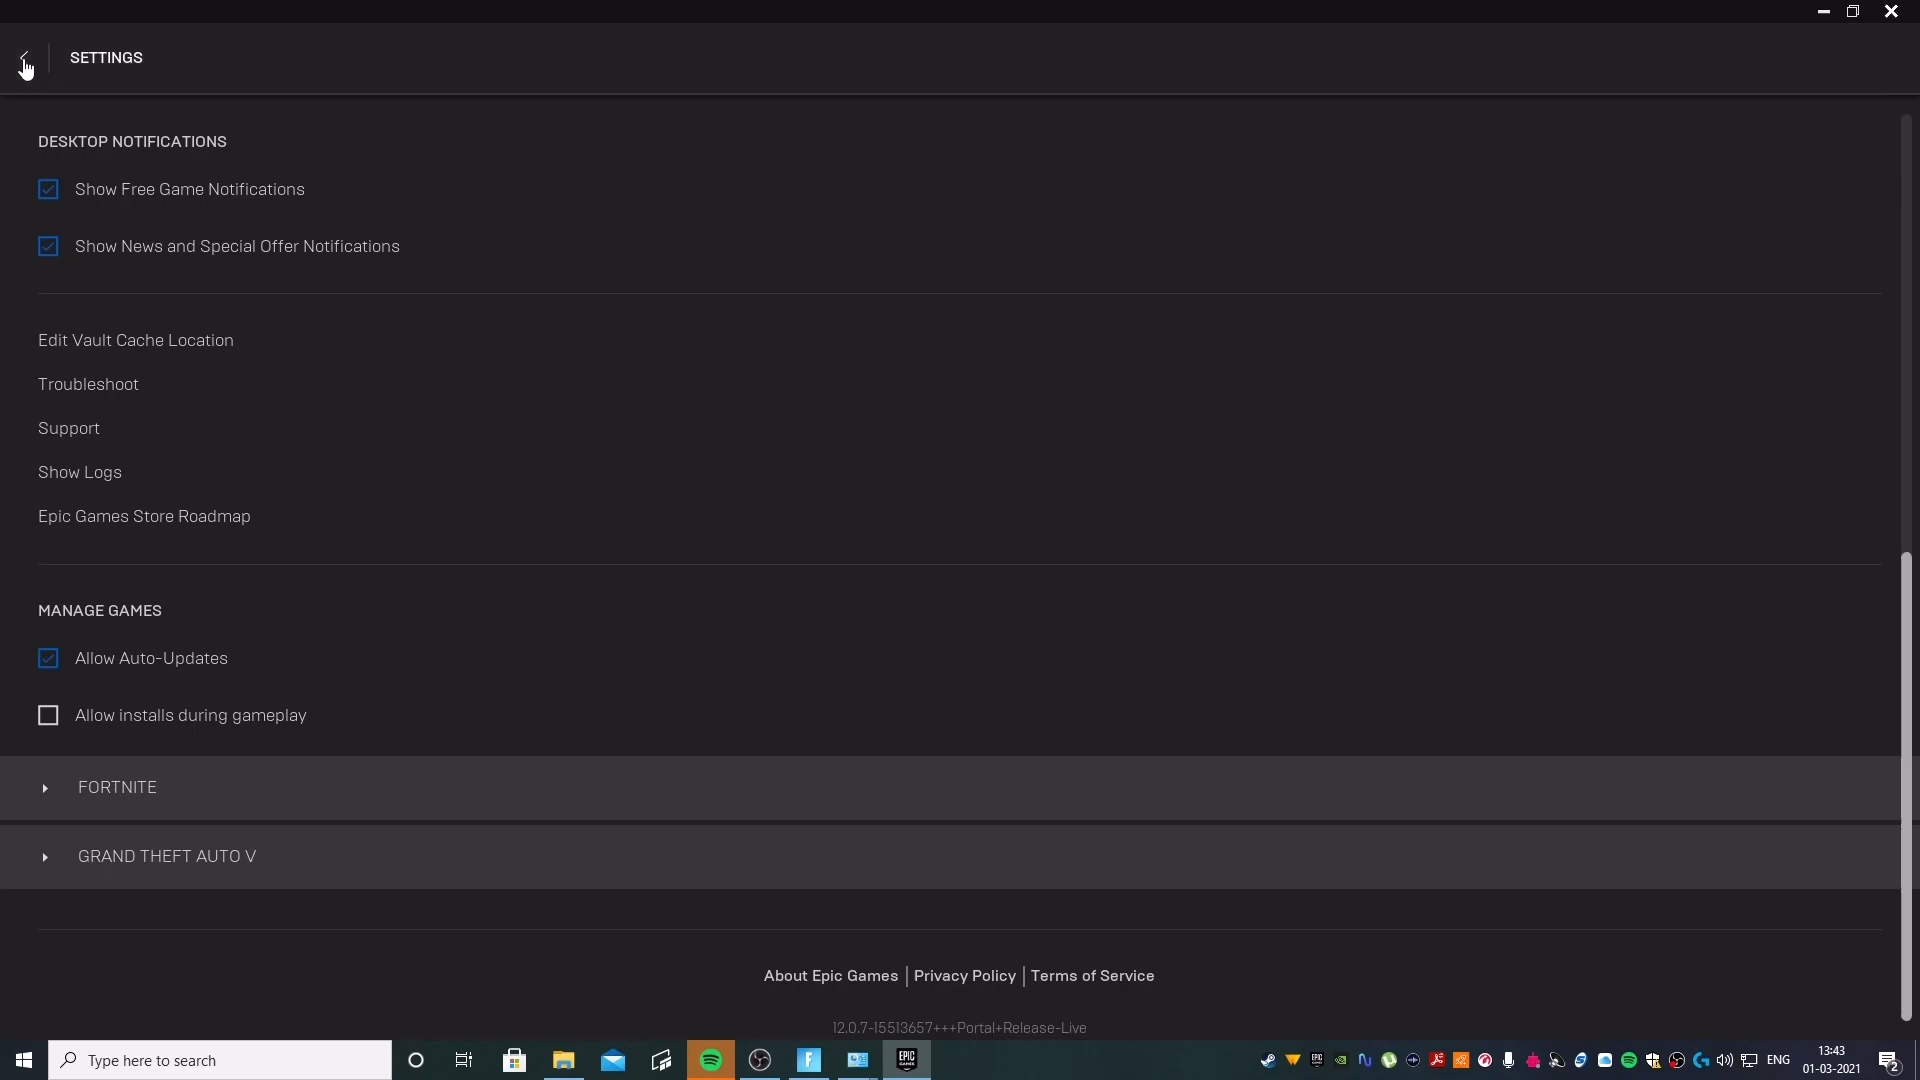 SETTINGS
DESKTOP NOTIFICATIONS
Show Free Game Notifications
Show News and Special Offer Notifications
Edit Vault Cache Location
Troubleshoot
Support
Show Logs
Epic Games Store Roadmap
MANAGE GAMES
Allow Auto-Updates
Allow installs during gameplay
FORTNITE
GRAND THEFT AUTO V
About Epic Games | Privacy Policy | Terms of Service
12.0.7-15513657+++Portal+Release-Live
Type here to search
EPIC GAMES
ENG
13:43
01-03-2021
2